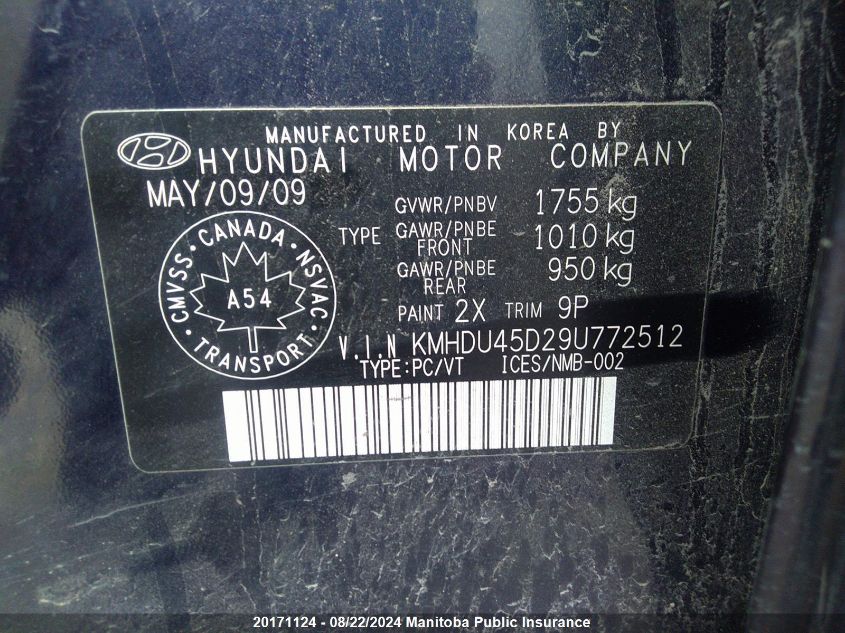 MANUFACTURED IN KOREA BY
HYUNDAI MOTOR COMPANY
MAY/09/09
GVWR/PNBV 1755 kg
TYPE GAWR/PNBE FRONT 1010 kg
GAWR/PNBE REAR 950 kg
PAINT 2X TRIM 9P
CANADA
CMVSS · NSVAC
A54
TRANSPORT
V.I.N KMHDU45D29U772512
TYPE:PC/VT ICES/NMB-002
20171124 - 08/22/2024 Manitoba Public Insurance